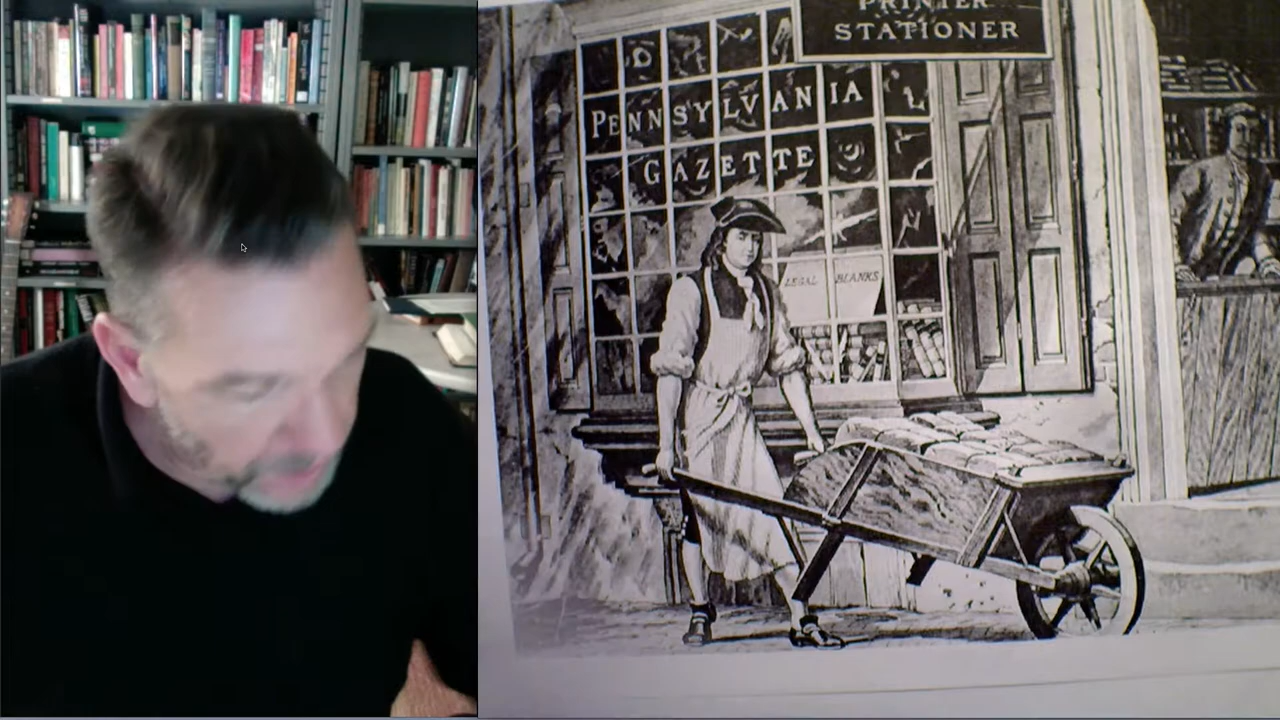 PRINTER
STATIONER
PENNSYLVANIA
GAZETTE
LEGAL BLANKS